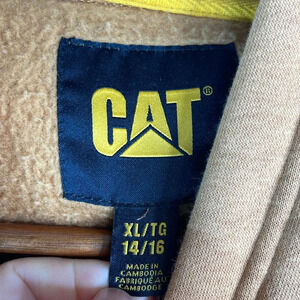 CAT®
XL/TG
14/16
MADE IN
CAMBODIA
FABRIQUÉ AU
CAMBODGE